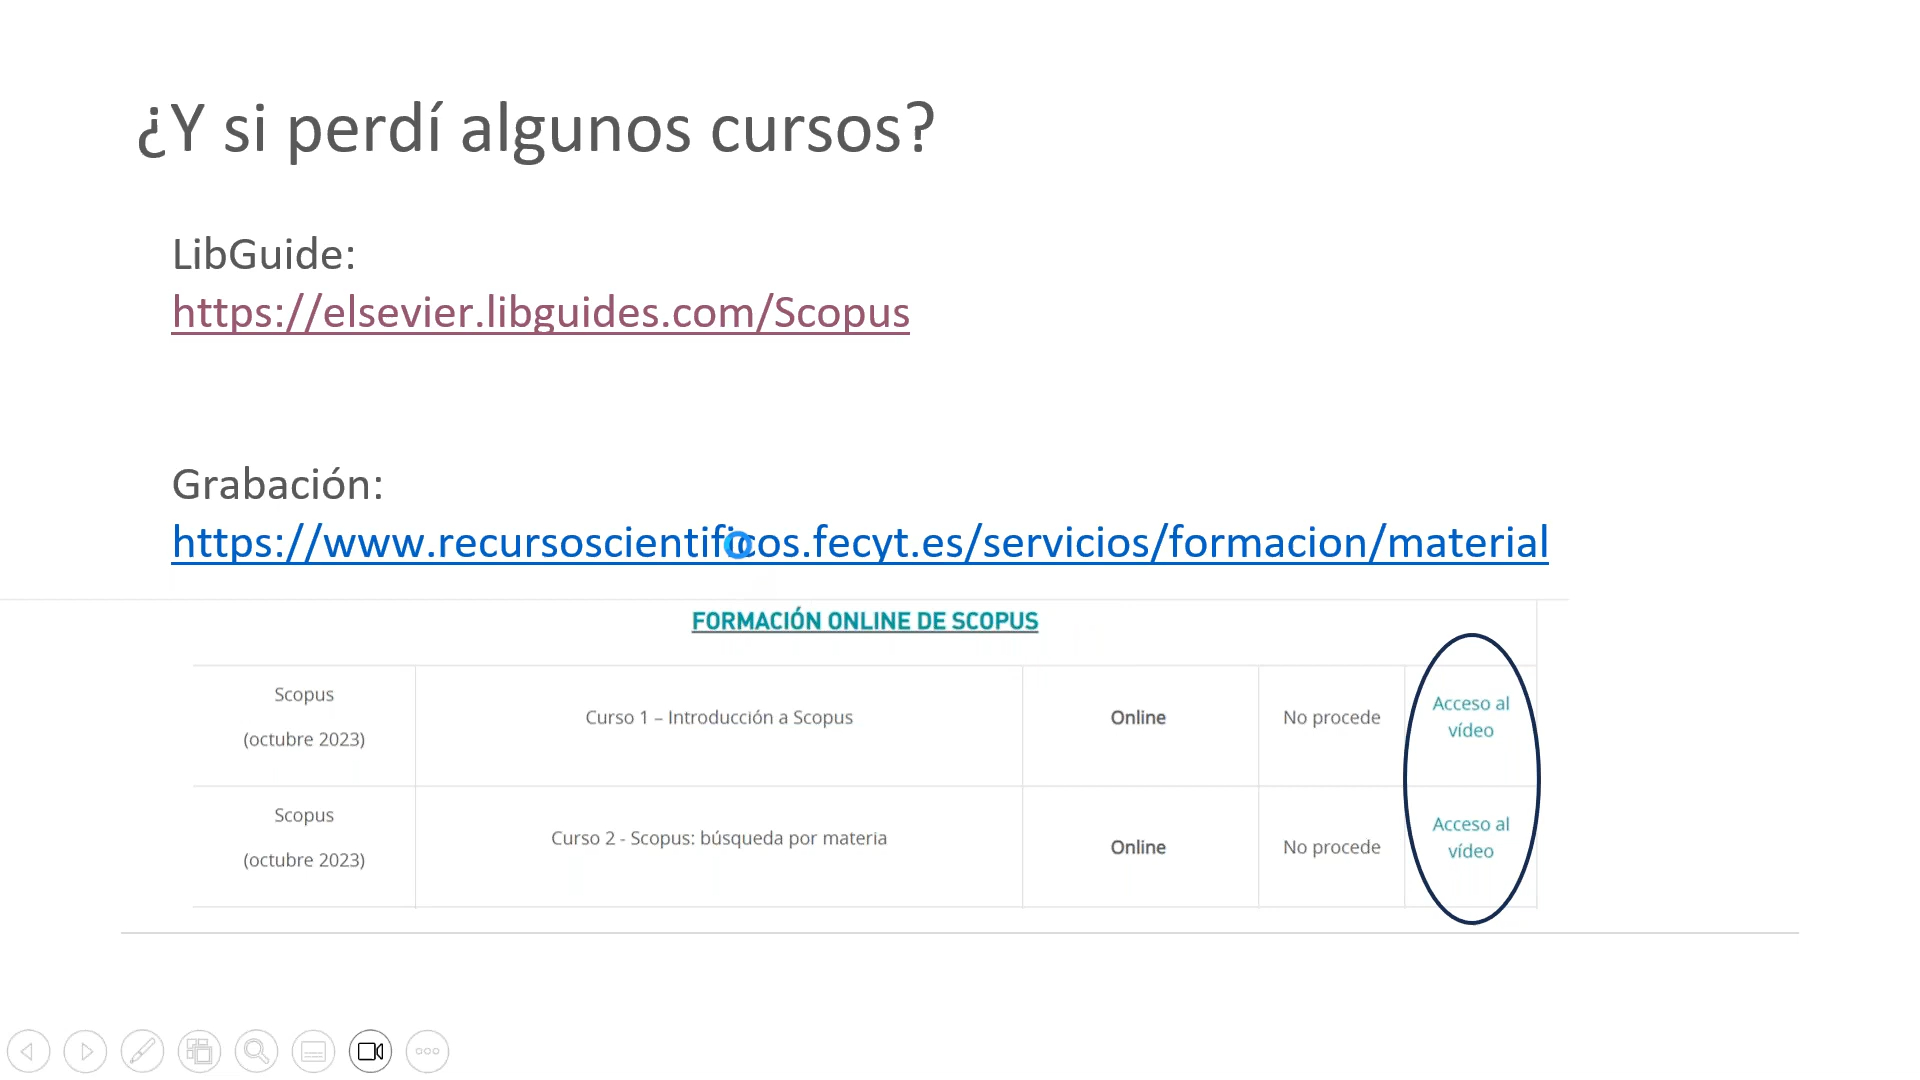 ¿Y si perdí algunos cursos?
LibGuide:
https://elsevier.libguides.com/Scopus
Grabación:
https://www.recursoscientificos.fecyt.es/servicios/formacion/material
FORMACIÓN ONLINE DE SCOPUS
Scopus
(octubre 2023)
Curso 1 – Introducción a Scopus
Online
No procede
Acceso al
vídeo
Scopus
(octubre 2023)
Curso 2 - Scopus: búsqueda por materia
Online
No procede
Acceso al
vídeo